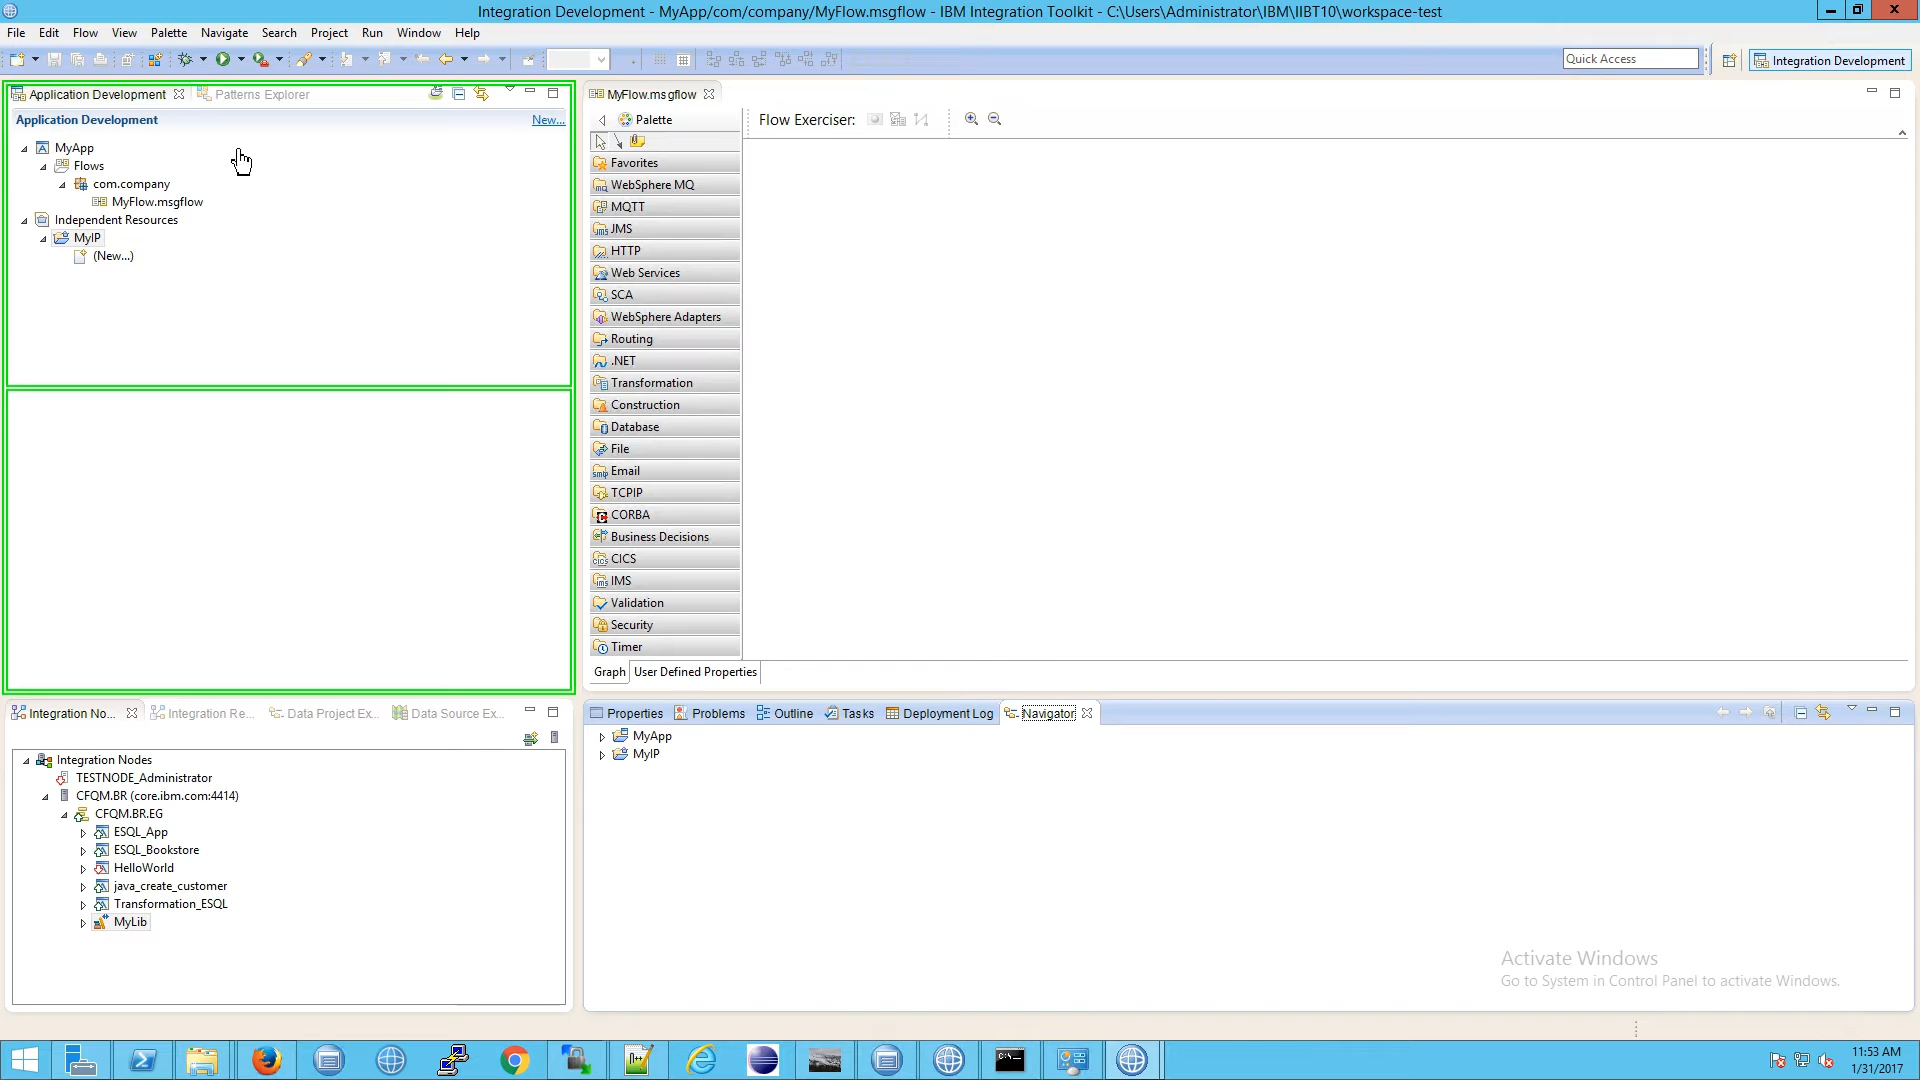 Integration Development - MyApp/com/company/MyFlow.msgflow - IBM Integration Toolkit - C:\Users\Administrator\IBM\IIBT10\workspace-test
File Edit Flow View Palette Navigate Search Project Run Window Help
Quick Access
Integration Development
Application Development
Patterns Explorer
Application Development
New...
MyApp
Flows
com.company
MyFlow.msgflow
Independent Resources
MyIP
(New...)
MyFlow.msgflow
Palette
Flow Exerciser:
Favorites
WebSphere MQ
MQTT
JMS
HTTP
Web Services
SCA
WebSphere Adapters
Routing
.NET
Transformation
Construction
Database
File
Email
TCPIP
CORBA
Business Decisions
CICS
IMS
Validation
Security
Timer
Graph User Defined Properties
Integration No... Integration Re... Data Project Ex... Data Source Ex...
Integration Nodes
TESTNODE_Administrator
CFQM.BR (core.ibm.com:4414)
CFQM.BR.EG
ESQL_App
ESQL_Bookstore
HelloWorld
java_create_customer
Transformation_ESQL
MyLib
Properties Problems Outline Tasks Deployment Log Navigator
MyApp
MyIP
Activate Windows
Go to System in Control Panel to activate Windows.
11:53 AM
1/31/2017